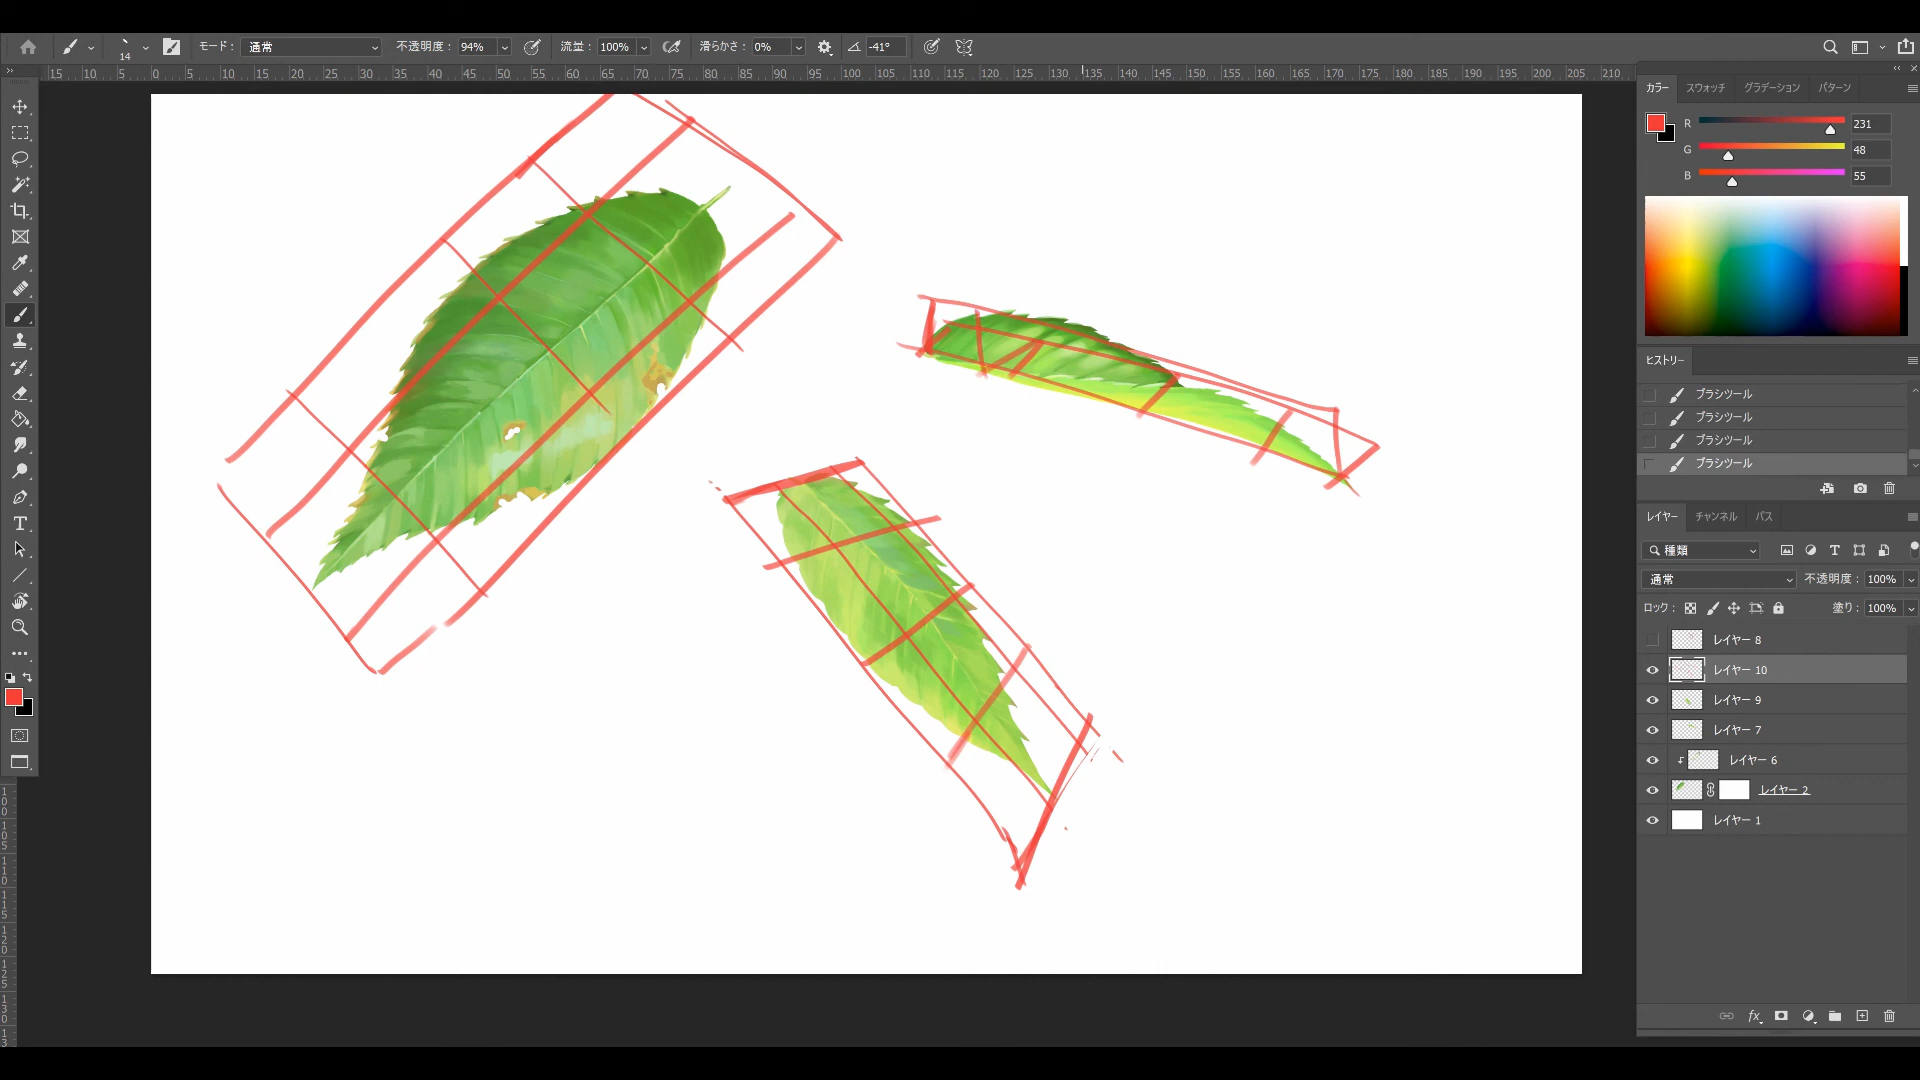 モード： 通常 不透明度： 94% 流量： 100% 滑らかさ： 0% -41°
14
15 10 5 0 5 10 15 20 25 30 35 40 45 50 55 60 65 70 75 80 85 90 95 100 105 110 115 120 125 130 135 140 145 150 155 160 165 170 175 180 185 190 195 200 205 210
カラー スウォッチ グラデーション パターン
R 231
G 48
B 55
ヒストリー
ブラシツール
ブラシツール
ブラシツール
ブラシツール
レイヤー チャンネル パス
種類
通常 不透明度： 100%
ロック： 塗り： 100%
レイヤー 8
レイヤー 10
レイヤー 9
レイヤー 7
レイヤー 6
レイヤー 2
レイヤー 1
fx